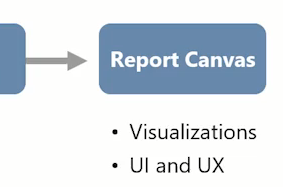 Report Canvas
• Visualizations
• UI and UX